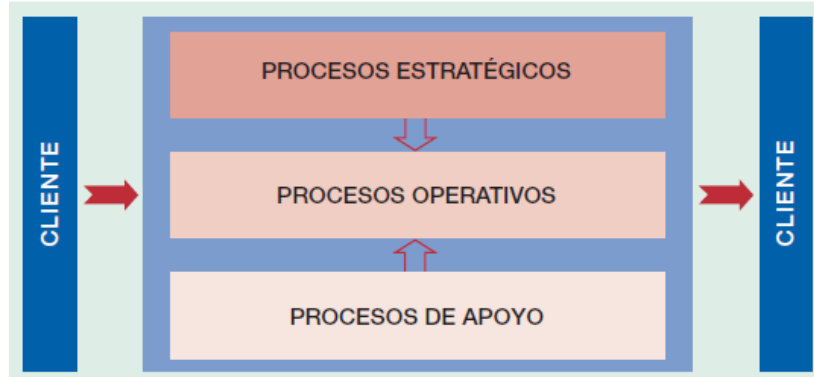 CLIENTE
PROCESOS ESTRATÉGICOS
PROCESOS OPERATIVOS
PROCESOS DE APOYO
CLIENTE